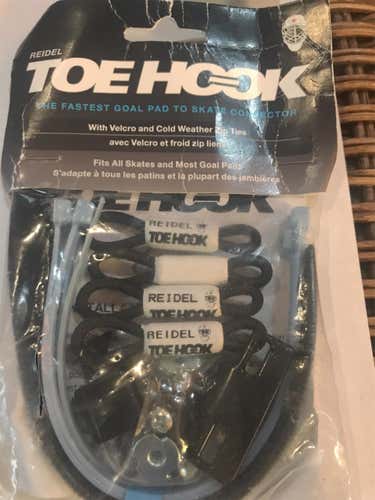 REIDEL
TOE HOOK
THE FASTEST GOAL PAD TO SKATE CONNECTOR
With Velcro and Cold Weather Zip Ties
avec Velcro et froid zip liens
Fits All Skates and Most Goal Pads
S'adapte à tous les patins et la plupart des jambières
TOE HOOK
REIDEL
TOE HOOK
REIDEL
REIDEL
TOE HOOK